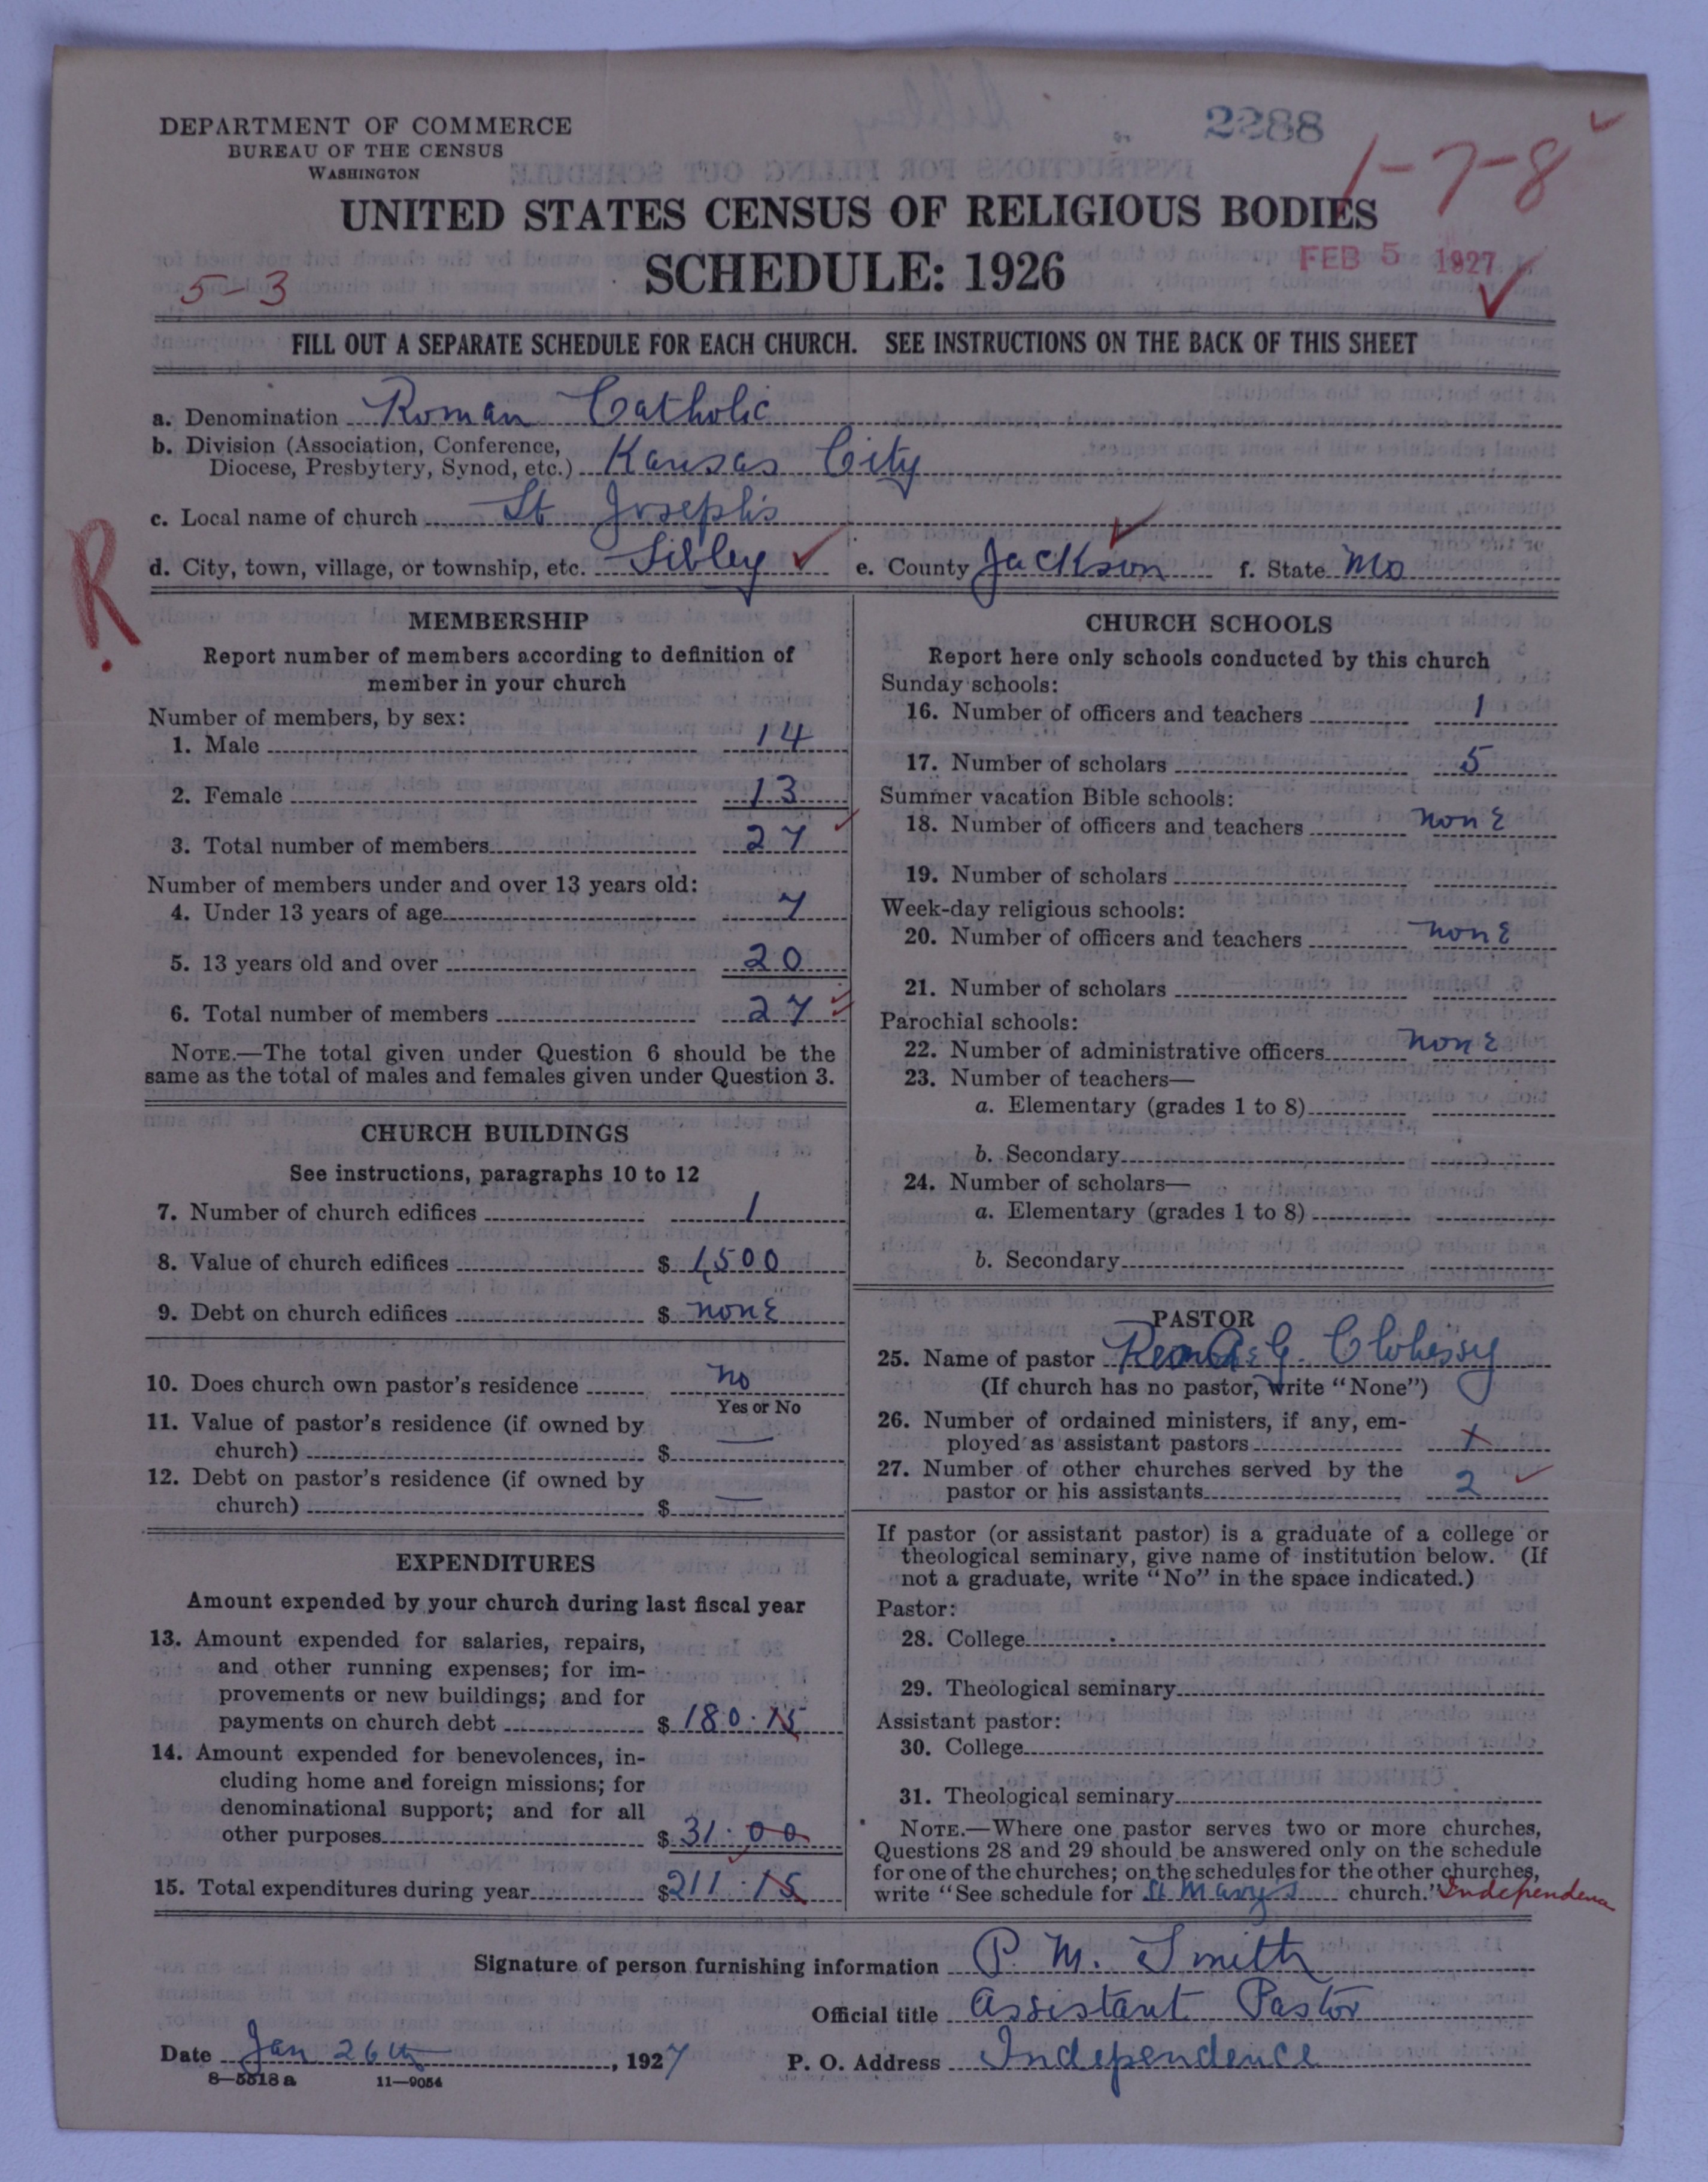 2288
1-7-8
DEPARTMENT OF COMMERCE
BUREAU OF THE CENSUS
WASHINGTON
UNITED STATES CENSUS OF RELIGIOUS BODIES
SCHEDULE: 1926
FEB 5 1927
5-3
FILL OUT A SEPARATE SCHEDULE FOR EACH CHURCH. SEE INSTRUCTIONS ON THE BACK OF THIS SHEET
a. Denomination Roman Catholic
b. Division (Association, Conference,
Diocese, Presbytery, Synod, etc.) Kansas City
c. Local name of church St Joseph's
R
d. City, town, village, or township, etc. Sibley e. County Jackson f. State Mo
MEMBERSHIP
Report number of members according to definition of
member in your church
Number of members, by sex:
1. Male 14
2. Female 13
3. Total number of members 27
Number of members under and over 13 years old:
4. Under 13 years of age 7
5. 13 years old and over 20
6. Total number of members 27
NOTE.—The total given under Question 6 should be the
same as the total of males and females given under Question 3.
CHURCH BUILDINGS
See instructions, paragraphs 10 to 12
7. Number of church edifices 1
8. Value of church edifices $ 1,500
9. Debt on church edifices $ none
10. Does church own pastor's residence no
Yes or No
11. Value of pastor's residence (if owned by
church) $ —
12. Debt on pastor's residence (if owned by
church) $ —
EXPENDITURES
Amount expended by your church during last fiscal year
13. Amount expended for salaries, repairs,
and other running expenses; for im-
provements or new buildings; and for
payments on church debt $ 180.15
14. Amount expended for benevolences, in-
cluding home and foreign missions; for
denominational support; and for all
other purposes $ 31.00
15. Total expenditures during year $211.15
CHURCH SCHOOLS
Report here only schools conducted by this church
Sunday schools:
16. Number of officers and teachers 1
17. Number of scholars 5
Summer vacation Bible schools:
18. Number of officers and teachers none
19. Number of scholars
Week-day religious schools:
20. Number of officers and teachers none
21. Number of scholars
Parochial schools:
22. Number of administrative officers none
23. Number of teachers—
a. Elementary (grades 1 to 8)
b. Secondary
24. Number of scholars—
a. Elementary (grades 1 to 8)
b. Secondary
PASTOR
25. Name of pastor G. Clohessy
(If church has no pastor, write "None")
26. Number of ordained ministers, if any, em-
ployed as assistant pastors 1
27. Number of other churches served by the
pastor or his assistants 2
If pastor (or assistant pastor) is a graduate of a college or
theological seminary, give name of institution below. (If
not a graduate, write "No" in the space indicated.)
Pastor:
28. College
29. Theological seminary
Assistant pastor:
30. College
31. Theological seminary
NOTE.—Where one pastor serves two or more churches,
Questions 28 and 29 should be answered only on the schedule
for one of the churches; on the schedules for the other churches,
write "See schedule for St Mary's church." Independence
Signature of person furnishing information P. M. Smith
Official title Assistant Pastor
Date Jan 26th, 1927 P. O. Address Independence
8—5518a 11—9054